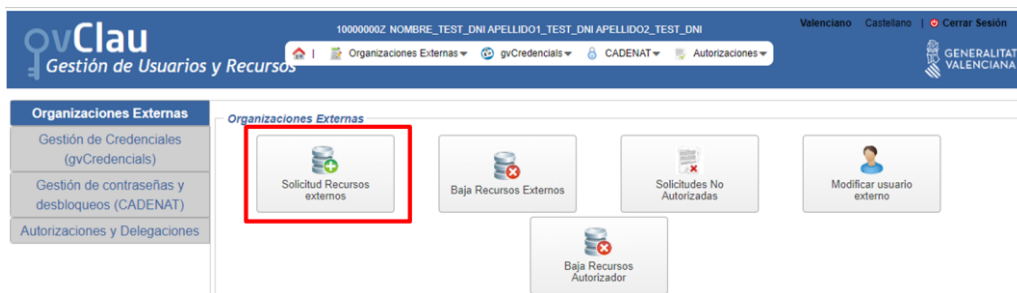 gvClau
Gestión de Usuarios y Recursos
10000000Z NOMBRE_TEST_DNI APELLIDO1_TEST_DNI APELLIDO2_TEST_DNI
Valenciano Castellano | Cerrar Sesión
| Organizaciones Externas gvCredencials CADENAT Autorizaciones
GENERALITAT
VALENCIANA
Organizaciones Externas
Gestión de Credenciales
(gvCredencials)
Gestión de contraseñas y
desbloqueos (CADENAT)
Autorizaciones y Delegaciones
Organizaciones Externas
Solicitud Recursos
externos
Baja Recursos Externos
Solicitudes No
Autorizadas
Modificar usuario
externo
Baja Recursos
Autorizador